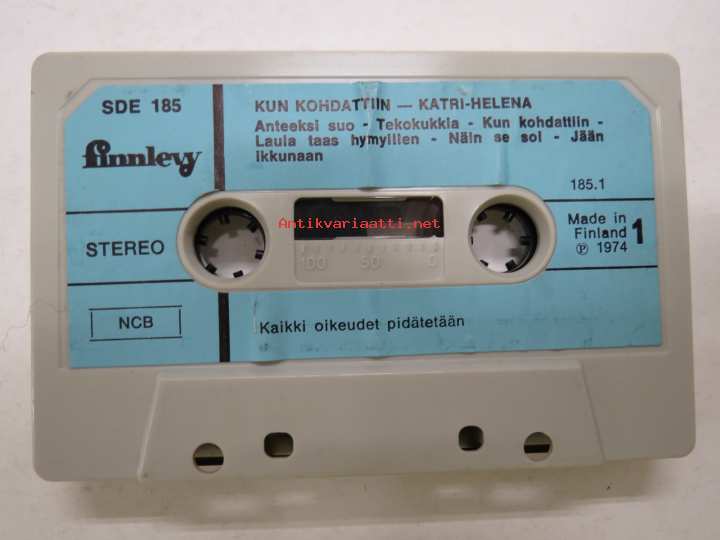 SDE 185
KUN KOHDATTIIN — KATRI-HELENA
Anteeksi suo - Tekokukkia - Kun kohdattiin -
Laula taas hymyillen - Näin se soi - Jään
ikkunaan
finnlevy
185.1
STEREO
Antikvariaatti.net
100 50 0
Made in
Finland
℗ 1974
1
NCB
Kaikki oikeudet pidätetään